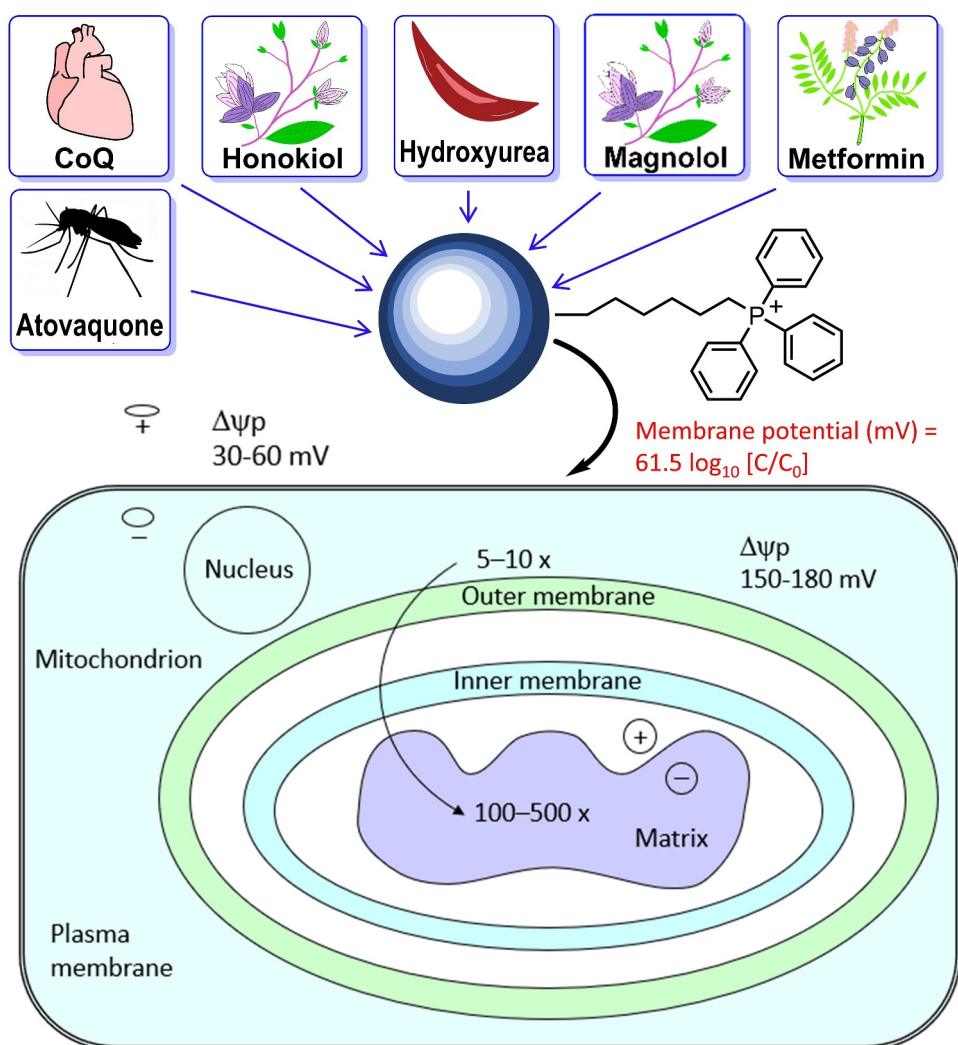 CoQ
Honokiol
Hydroxyurea
Magnolol
Metformin
Atovaquone
P
+
+
Δψp
30-60 mV
Membrane potential (mV) =
61.5 log₁₀ [C/C₀]
−
Nucleus
5–10 x
Δψp
150-180 mV
Outer membrane
Mitochondrion
Inner membrane
+
−
100–500 x
Matrix
Plasma
membrane